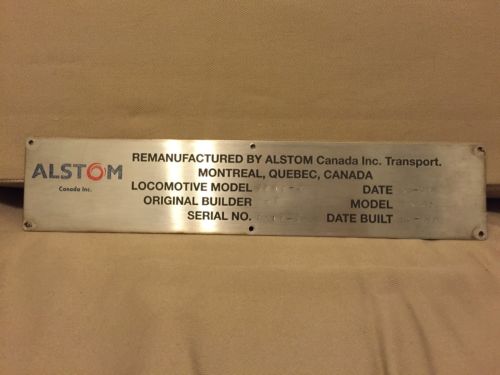 ALSTOM
Canada Inc.
REMANUFACTURED BY ALSTOM Canada Inc. Transport.
MONTREAL, QUEBEC, CANADA
LOCOMOTIVE MODEL DATE
ORIGINAL BUILDER MODEL
SERIAL NO. DATE BUILT